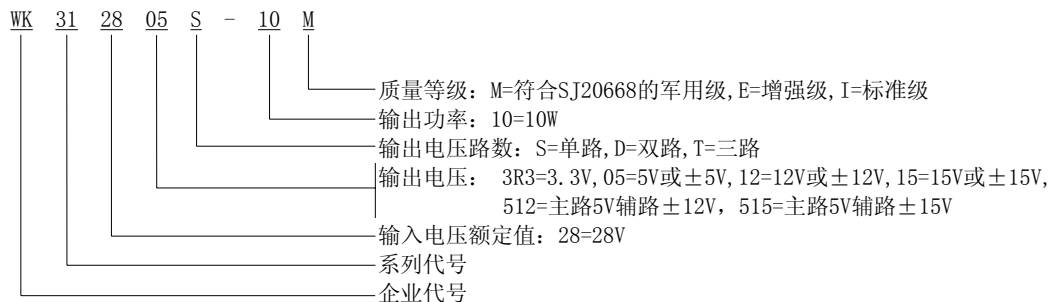 WK 31 28 05 S - 10 M
质量等级：M=符合SJ20668的军用级,E=增强级,I=标准级
输出功率：10=10W
输出电压路数：S=单路,D=双路,T=三路
输出电压： 3R3=3.3V,05=5V或±5V,12=12V或±12V,15=15V或±15V,
512=主路5V辅路±12V，515=主路5V辅路±15V
输入电压额定值：28=28V
系列代号
企业代号